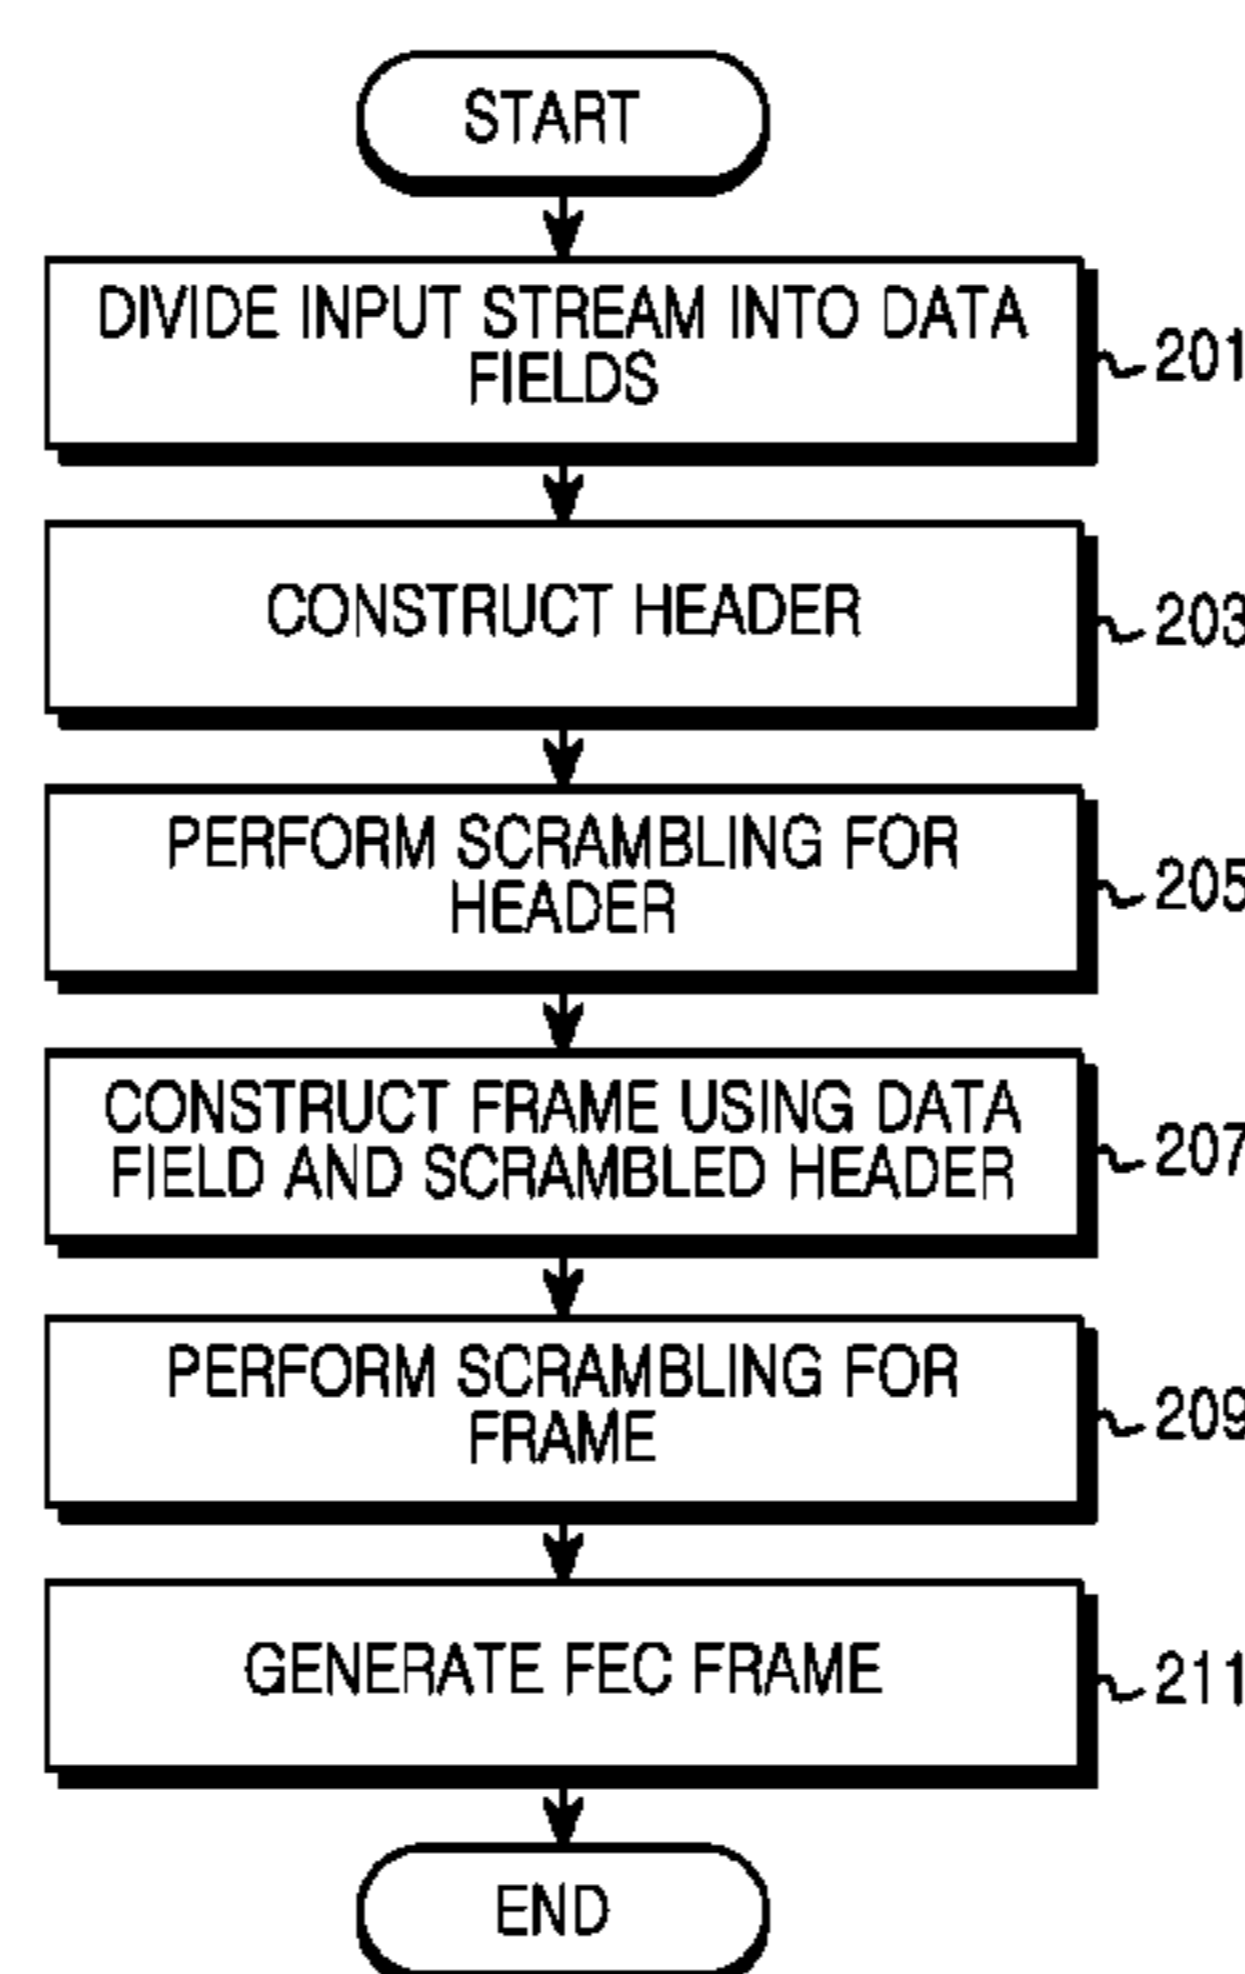 START
DIVIDE INPUT STREAM INTO DATA
FIELDS
201
CONSTRUCT HEADER
203
PERFORM SCRAMBLING FOR
HEADER
205
CONSTRUCT FRAME USING DATA
FIELD AND SCRAMBLED HEADER
207
PERFORM SCRAMBLING FOR
FRAME
209
GENERATE FEC FRAME
211
END